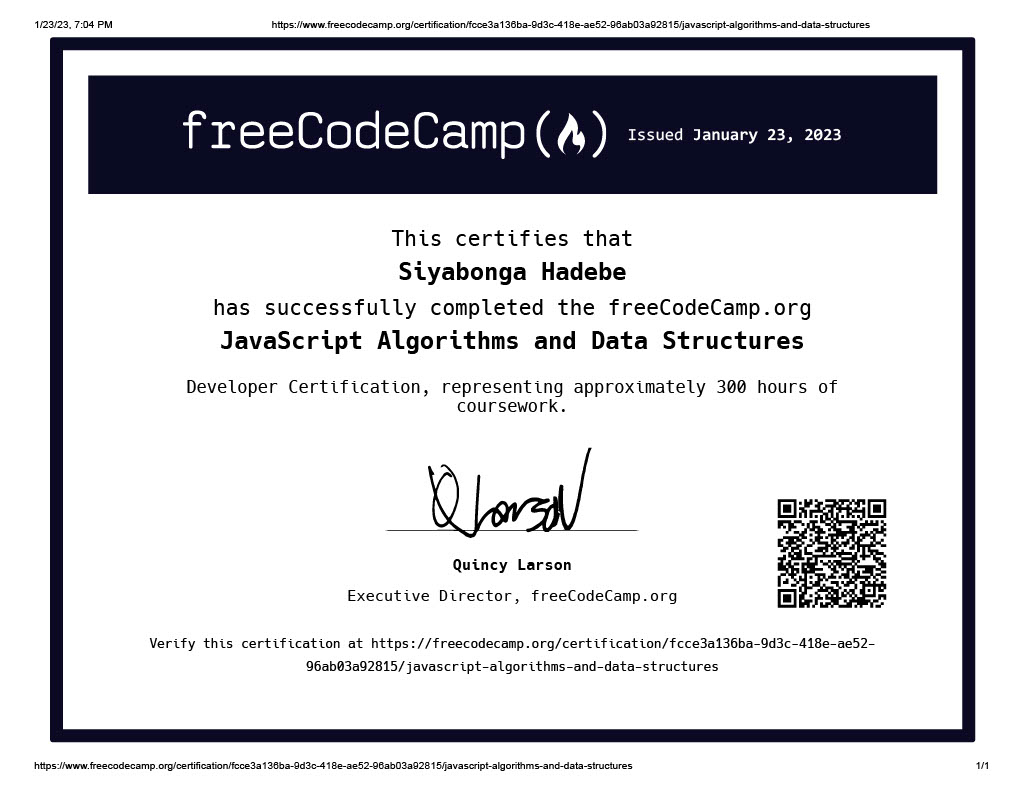 1/23/23, 7:04 PM https://www.freecodecamp.org/certification/fcce3a136ba-9d3c-418e-ae52-96ab03a92815/javascript-algorithms-and-data-structures
freeCodeCamp Issued January 23, 2023
This certifies that
Siyabonga Hadebe
has successfully completed the freeCodeCamp.org
JavaScript Algorithms and Data Structures
Developer Certification, representing approximately 300 hours of
coursework.
Q Larson
Quincy Larson
Executive Director, freeCodeCamp.org
Verify this certification at https://freecodecamp.org/certification/fcce3a136ba-9d3c-418e-ae52-
96ab03a92815/javascript-algorithms-and-data-structures
https://www.freecodecamp.org/certification/fcce3a136ba-9d3c-418e-ae52-96ab03a92815/javascript-algorithms-and-data-structures 1/1